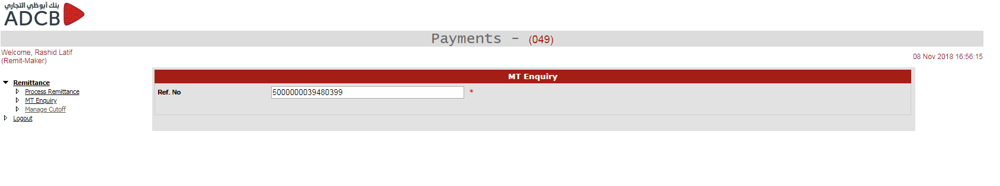 بنك أبوظبي التجاري
ADCB
Payments - (049)
Welcome, Rashid Latif
(Remit-Maker)
08 Nov 2018 16:56:15
Remittance
Process Remittance
MT Enquiry
Manage Cutoff
Logout
MT Enquiry
Ref. No 5000000039480399 *